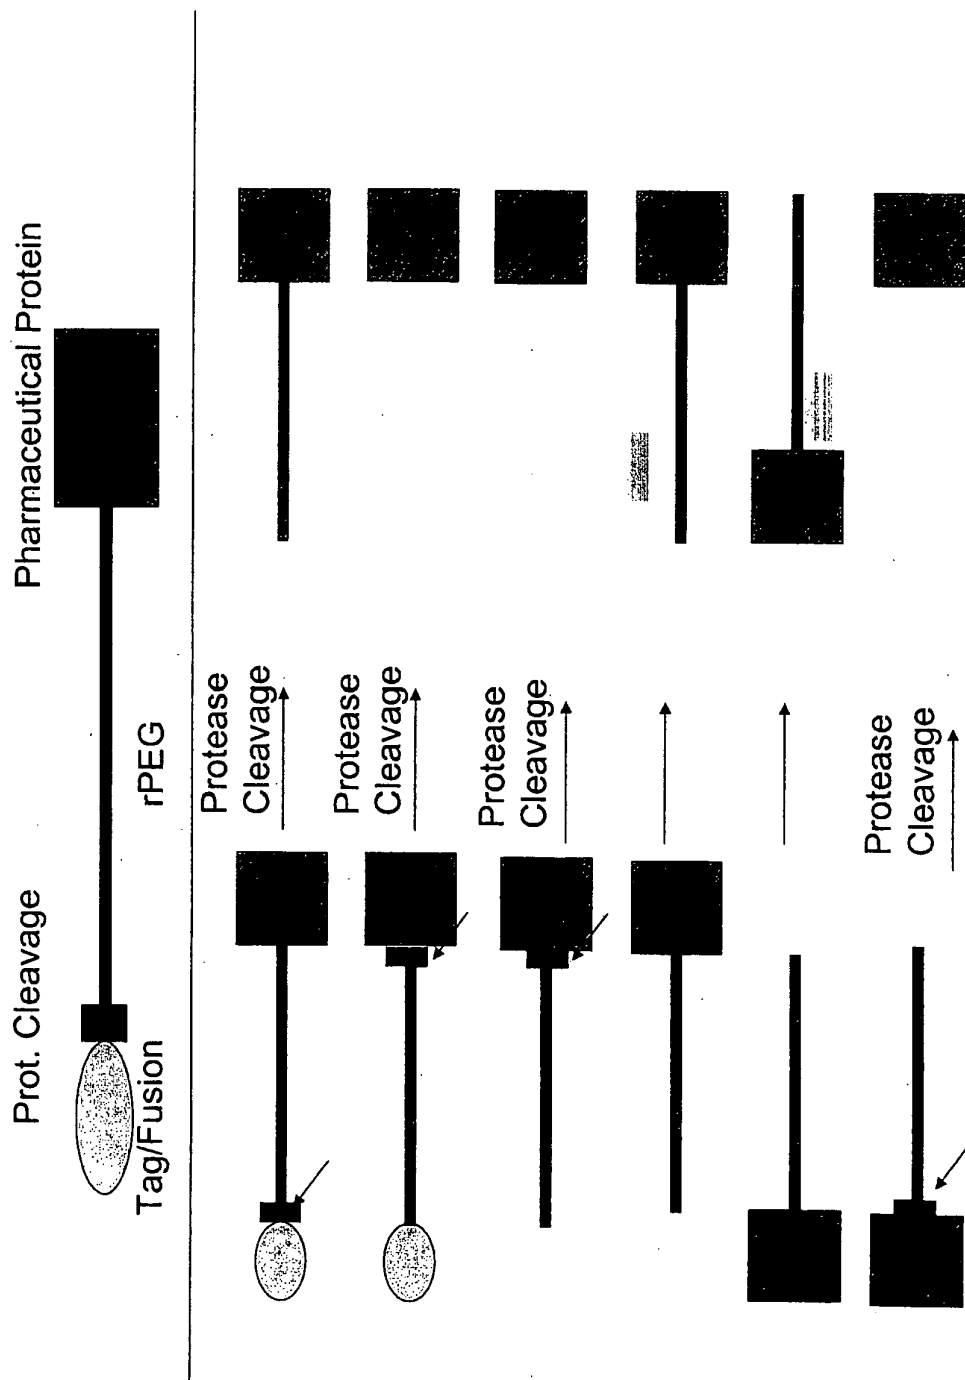 Prot. Cleavage
Pharmaceutical Protein
Tag/Fusion
rPEG
Protease
Cleavage
Protease
Cleavage
Protease
Cleavage
Protease
Cleavage